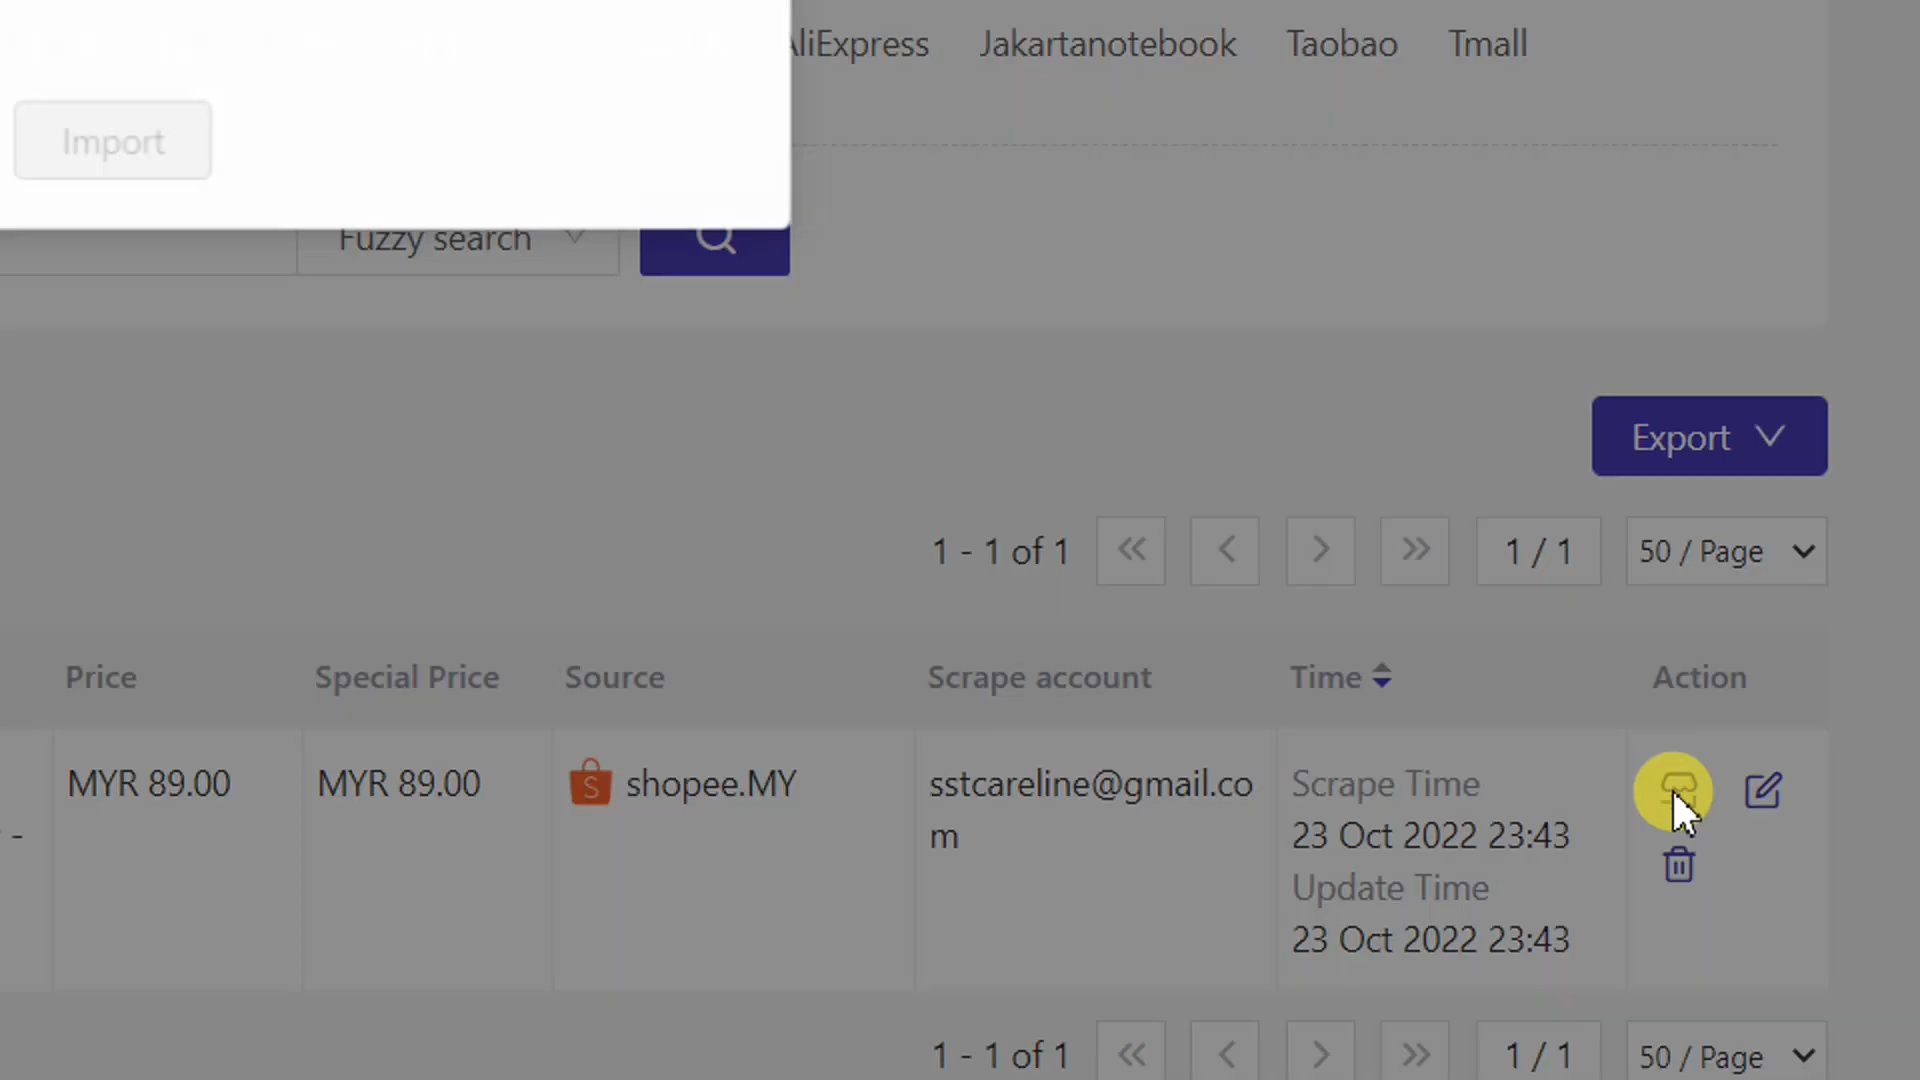 AliExpress Jakartanotebook Taobao Tmall
Import
Fuzzy search
Export
1 - 1 of 1 1 / 1 50 / Page
Price Special Price Source Scrape account Time Action
MYR 89.00 MYR 89.00 shopee.MY sstcareline@gmail.co Scrape Time
- m 23 Oct 2022 23:43
Update Time
23 Oct 2022 23:43
1 - 1 of 1 1 / 1 50 / Page